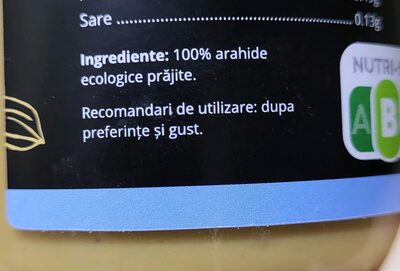 Sare 0.13g
Ingrediente: 100% arahide
ecologice prăjite.
Recomandari de utilizare: dupa
preferințe și gust.
NUTRI-
A B